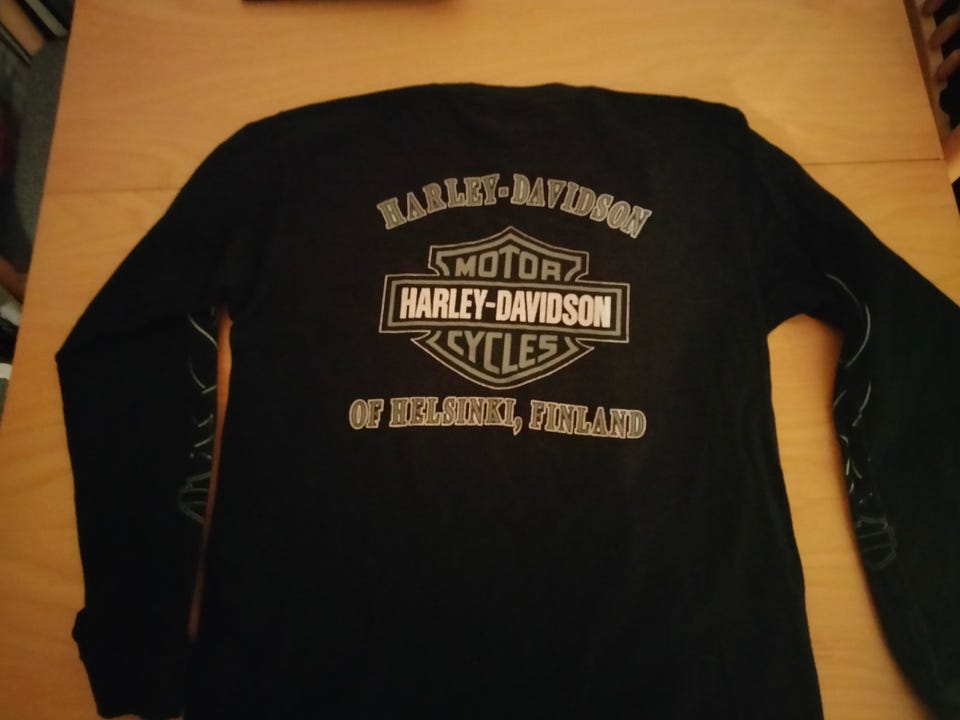 HARLEY-DAVIDSON
MOTOR
HARLEY-DAVIDSON
CYCLES
OF HELSINKI, FINLAND